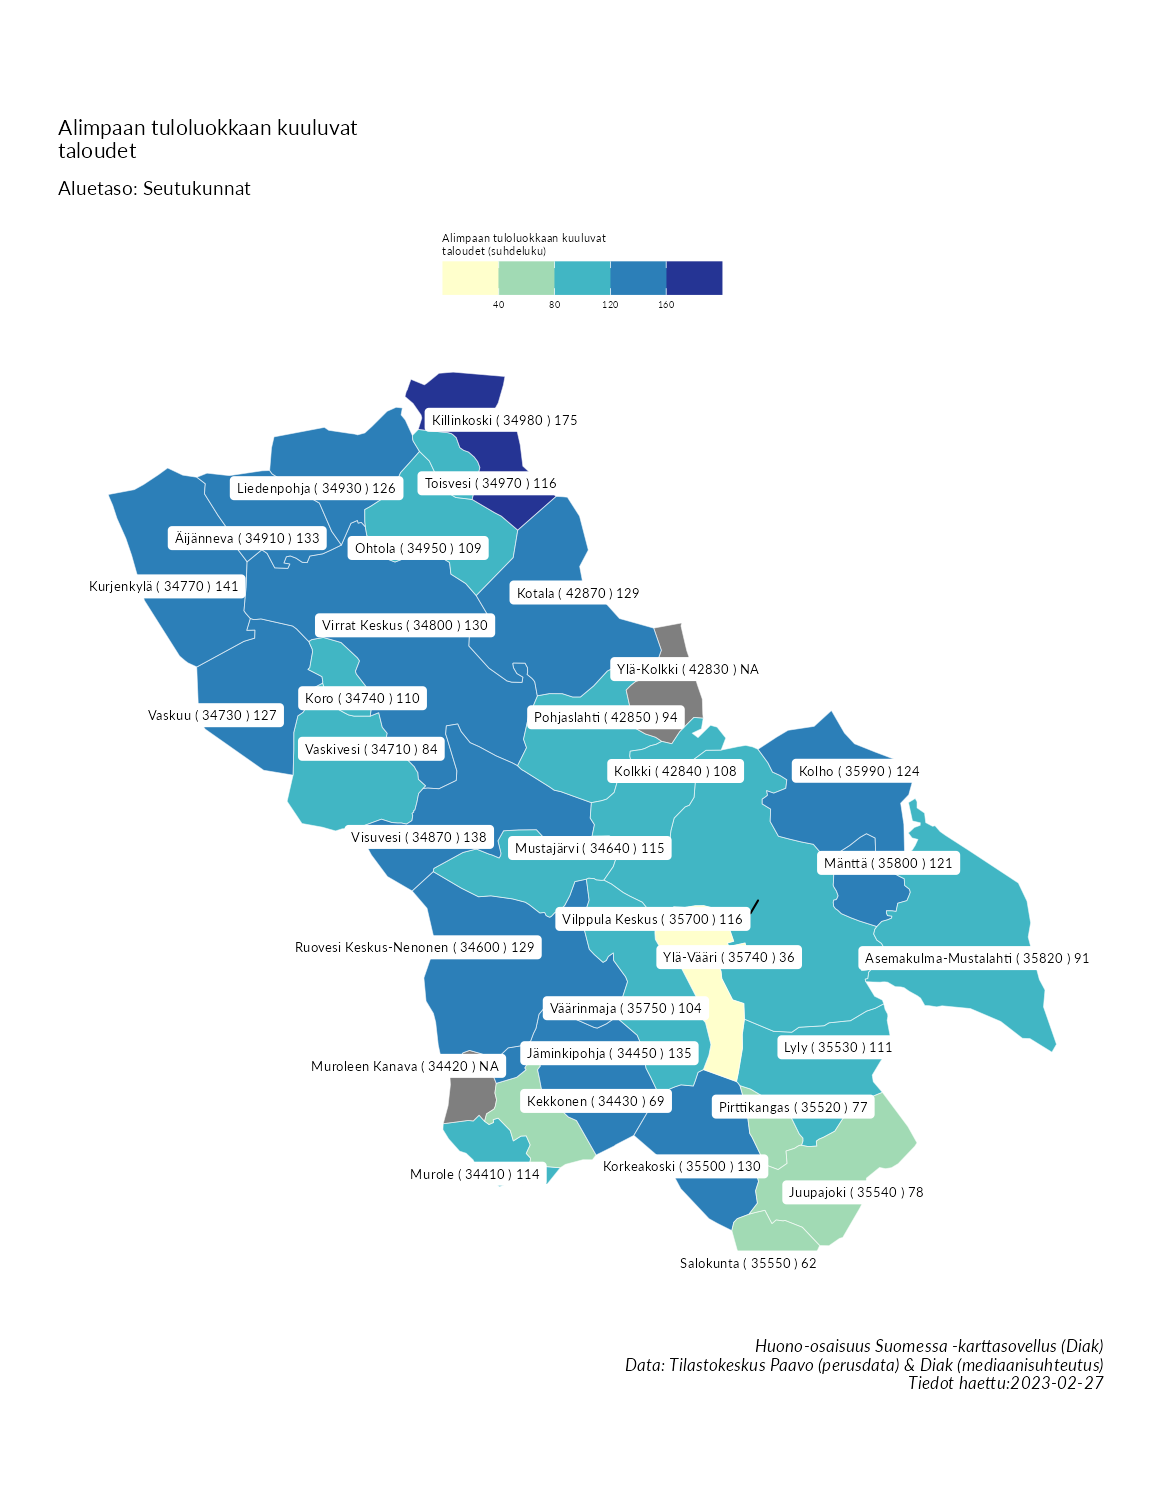 Alimpaan tuloluokkaan kuuluvat
taloudet
Aluetaso: Seutukunnat
Alimpaan tuloluokkaan kuuluvat
taloudet (suhdeluku)
40 80 120 160
Killinkoski ( 34980 ) 175
Toisvesi ( 34970 ) 116
Liedenpohja ( 34930 ) 126
Äijänneva ( 34910 ) 133
Ohtola ( 34950 ) 109
Kurjenkylä ( 34770 ) 141
Kotala ( 42870 ) 129
Virrat Keskus ( 34800 ) 130
Ylä-Kolkki ( 42830 ) NA
Koro ( 34740 ) 110
Vaskuu ( 34730 ) 127
Pohjaslahti ( 42850 ) 94
Vaskivesi ( 34710 ) 84
Kolkki ( 42840 ) 108
Kolho ( 35990 ) 124
Visuvesi ( 34870 ) 138
Mustajärvi ( 34640 ) 115
Mänttä ( 35800 ) 121
Vilppula Keskus ( 35700 ) 116
Ruovesi Keskus-Nenonen ( 34600 ) 129
Ylä-Vääri ( 35740 ) 36
Asemakulma-Mustalahti ( 35820 ) 91
Väärinmaja ( 35750 ) 104
Lyly ( 35530 ) 111
Jäminkipohja ( 34450 ) 135
Muroleen Kanava ( 34420 ) NA
Kekkonen ( 34430 ) 69
Pirttikangas ( 35520 ) 77
Korkeakoski ( 35500 ) 130
Murole ( 34410 ) 114
Juupajoki ( 35540 ) 78
Salokunta ( 35550 ) 62
Huono-osaisuus Suomessa -karttasovellus (Diak)
Data: Tilastokeskus Paavo (perusdata) & Diak (mediaanisuhteutus)
Tiedot haettu:2023-02-27